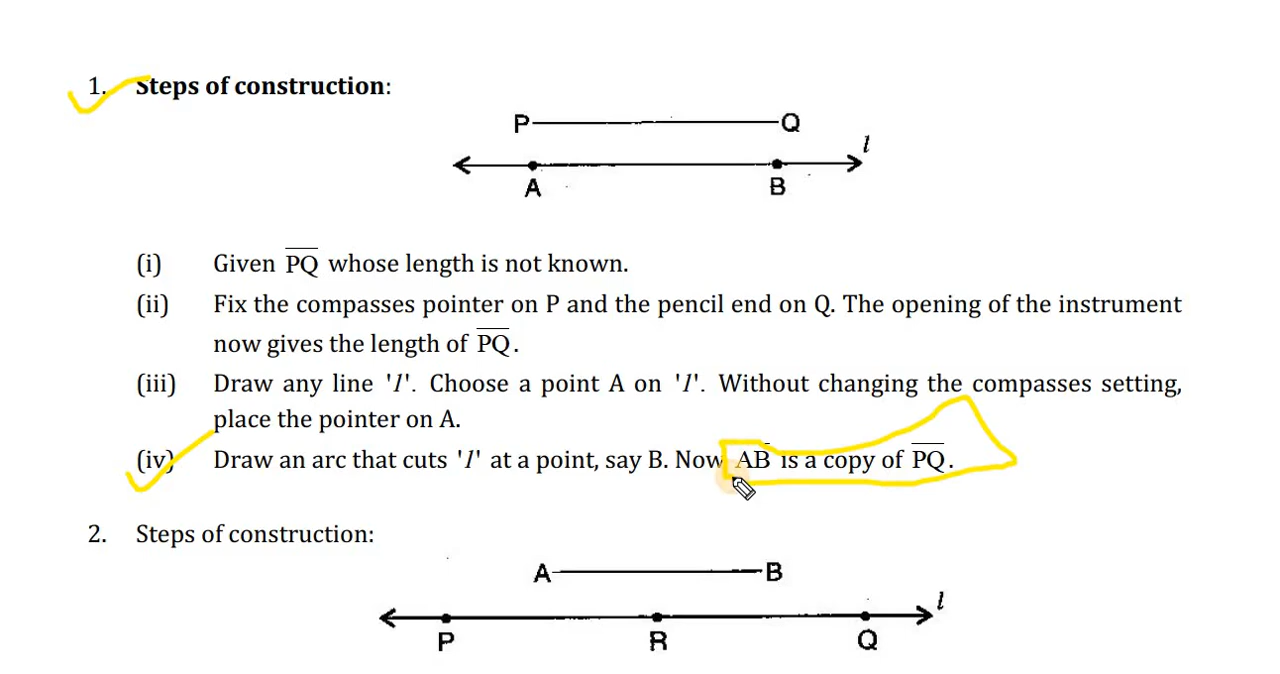 1. Steps of construction:
P Q
l
A B
(i) Given PQ whose length is not known.
(ii) Fix the compasses pointer on P and the pencil end on Q. The opening of the instrument
now gives the length of PQ.
(iii) Draw any line 'l'. Choose a point A on 'l'. Without changing the compasses setting,
place the pointer on A.
(iv) Draw an arc that cuts 'l' at a point, say B. Now AB is a copy of PQ.
2. Steps of construction:
A B
l
P R Q